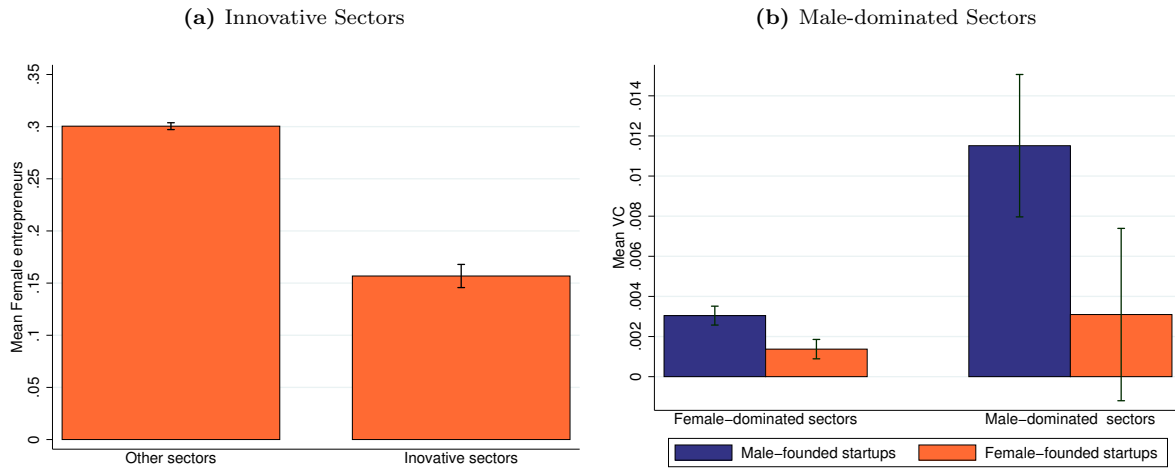 (a) Innovative Sectors
Mean Female entrepreneurs
0 .05 .1 .15 .2 .25 .3 .35
Other sectors Inovative sectors
(b) Male-dominated Sectors
Mean VC
0 .002 .004 .006 .008 .01 .012 .014
Female-dominated sectors Male-dominated sectors
Male-founded startups Female-founded startups